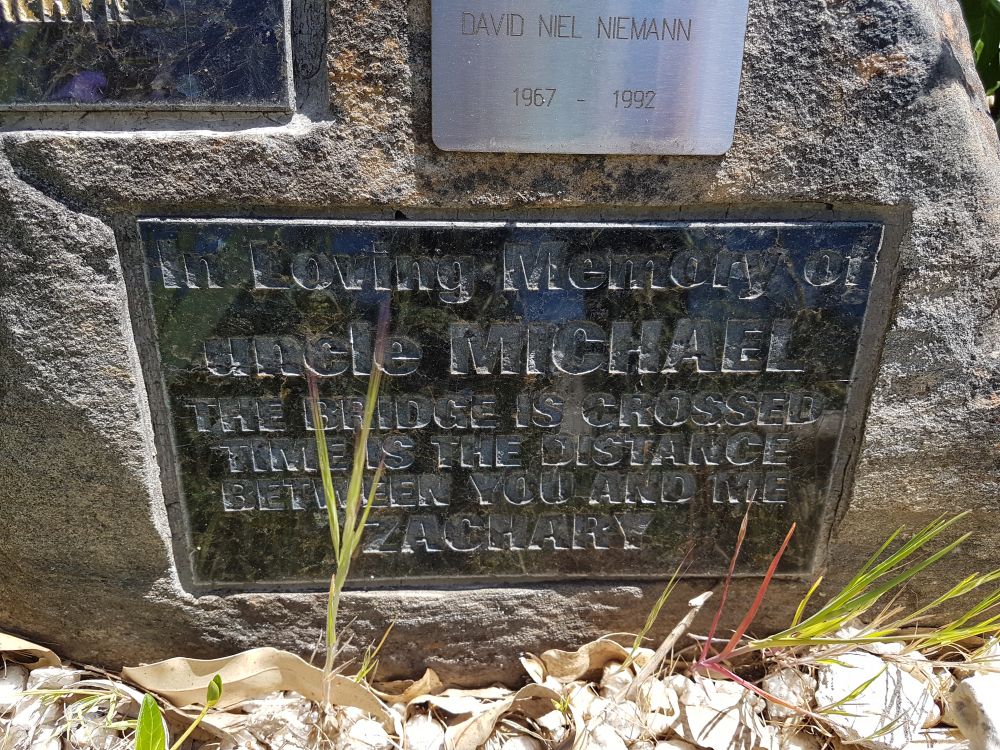 DAVID NIEL NIEMANN
1967 - 1992
In Loving Memory of
uncle MICHAEL
THE BRIDGE IS CROSSED
TIME IS THE DISTANCE
BETWEEN YOU AND ME
ZACHARY